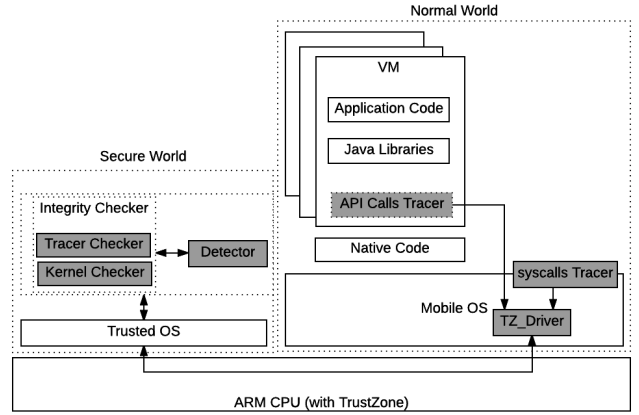 Normal World
VM
Application Code
Java Libraries
API Calls Tracer
Native Code
syscalls Tracer
Mobile OS
TZ_Driver
Secure World
Integrity Checker
Tracer Checker
Kernel Checker
Detector
Trusted OS
ARM CPU (with TrustZone)